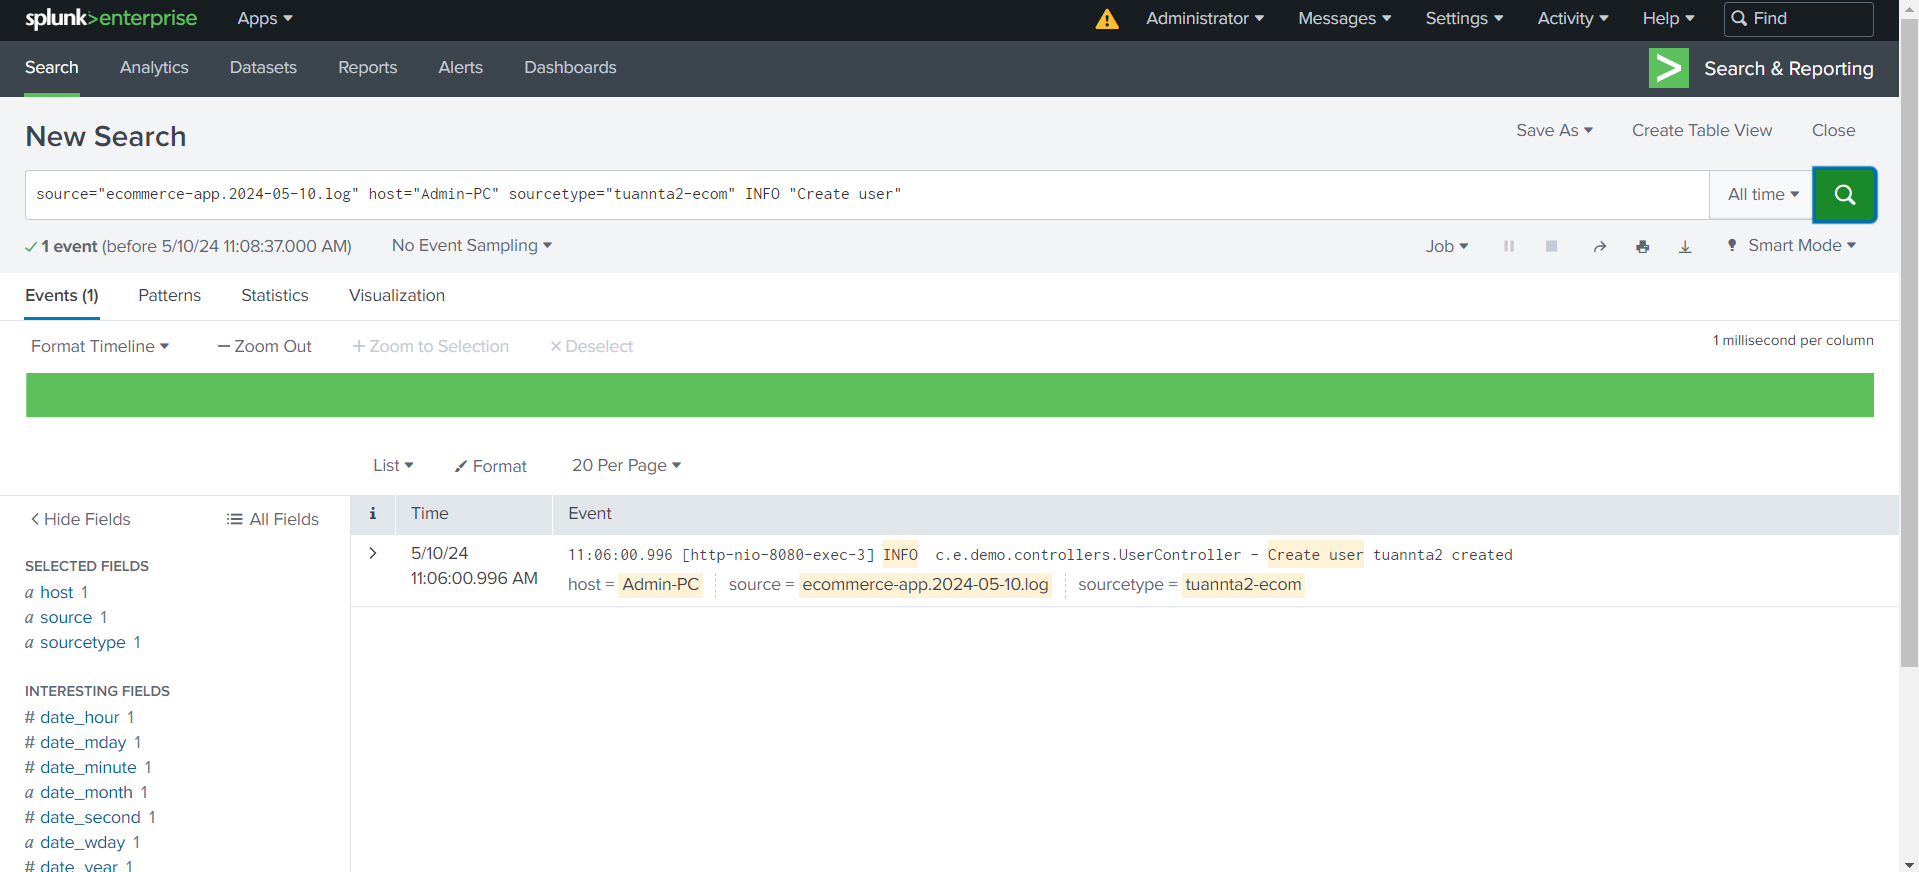 splunk>enterprise Apps Administrator Messages Settings Activity Help Find
Search Analytics Datasets Reports Alerts Dashboards > Search & Reporting
New Search Save As Create Table View Close
source="ecommerce-app.2024-05-10.log" host="Admin-PC" sourcetype="tuannta2-ecom" INFO "Create user" All time
1 event (before 5/10/24 11:08:37.000 AM) No Event Sampling Job Smart Mode
Events (1) Patterns Statistics Visualization
Format Timeline — Zoom Out + Zoom to Selection × Deselect 1 millisecond per column
List Format 20 Per Page
Hide Fields All Fields i Time Event
SELECTED FIELDS
a host 1
a source 1
a sourcetype 1
INTERESTING FIELDS
# date_hour 1
# date_mday 1
# date_minute 1
a date_month 1
# date_second 1
a date_wday 1
# date_year 1
5/10/24
11:06:00.996 AM
11:06:00.996 [http-nio-8080-exec-3] INFO c.e.demo.controllers.UserController - Create user tuannta2 created
host = Admin-PC source = ecommerce-app.2024-05-10.log sourcetype = tuannta2-ecom